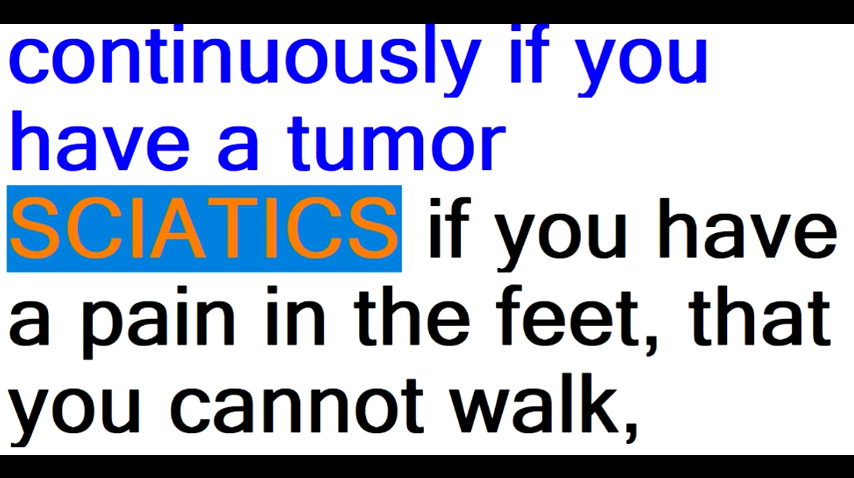 continuously if you
have a tumor
SCIATICS if you have
a pain in the feet, that
you cannot walk,